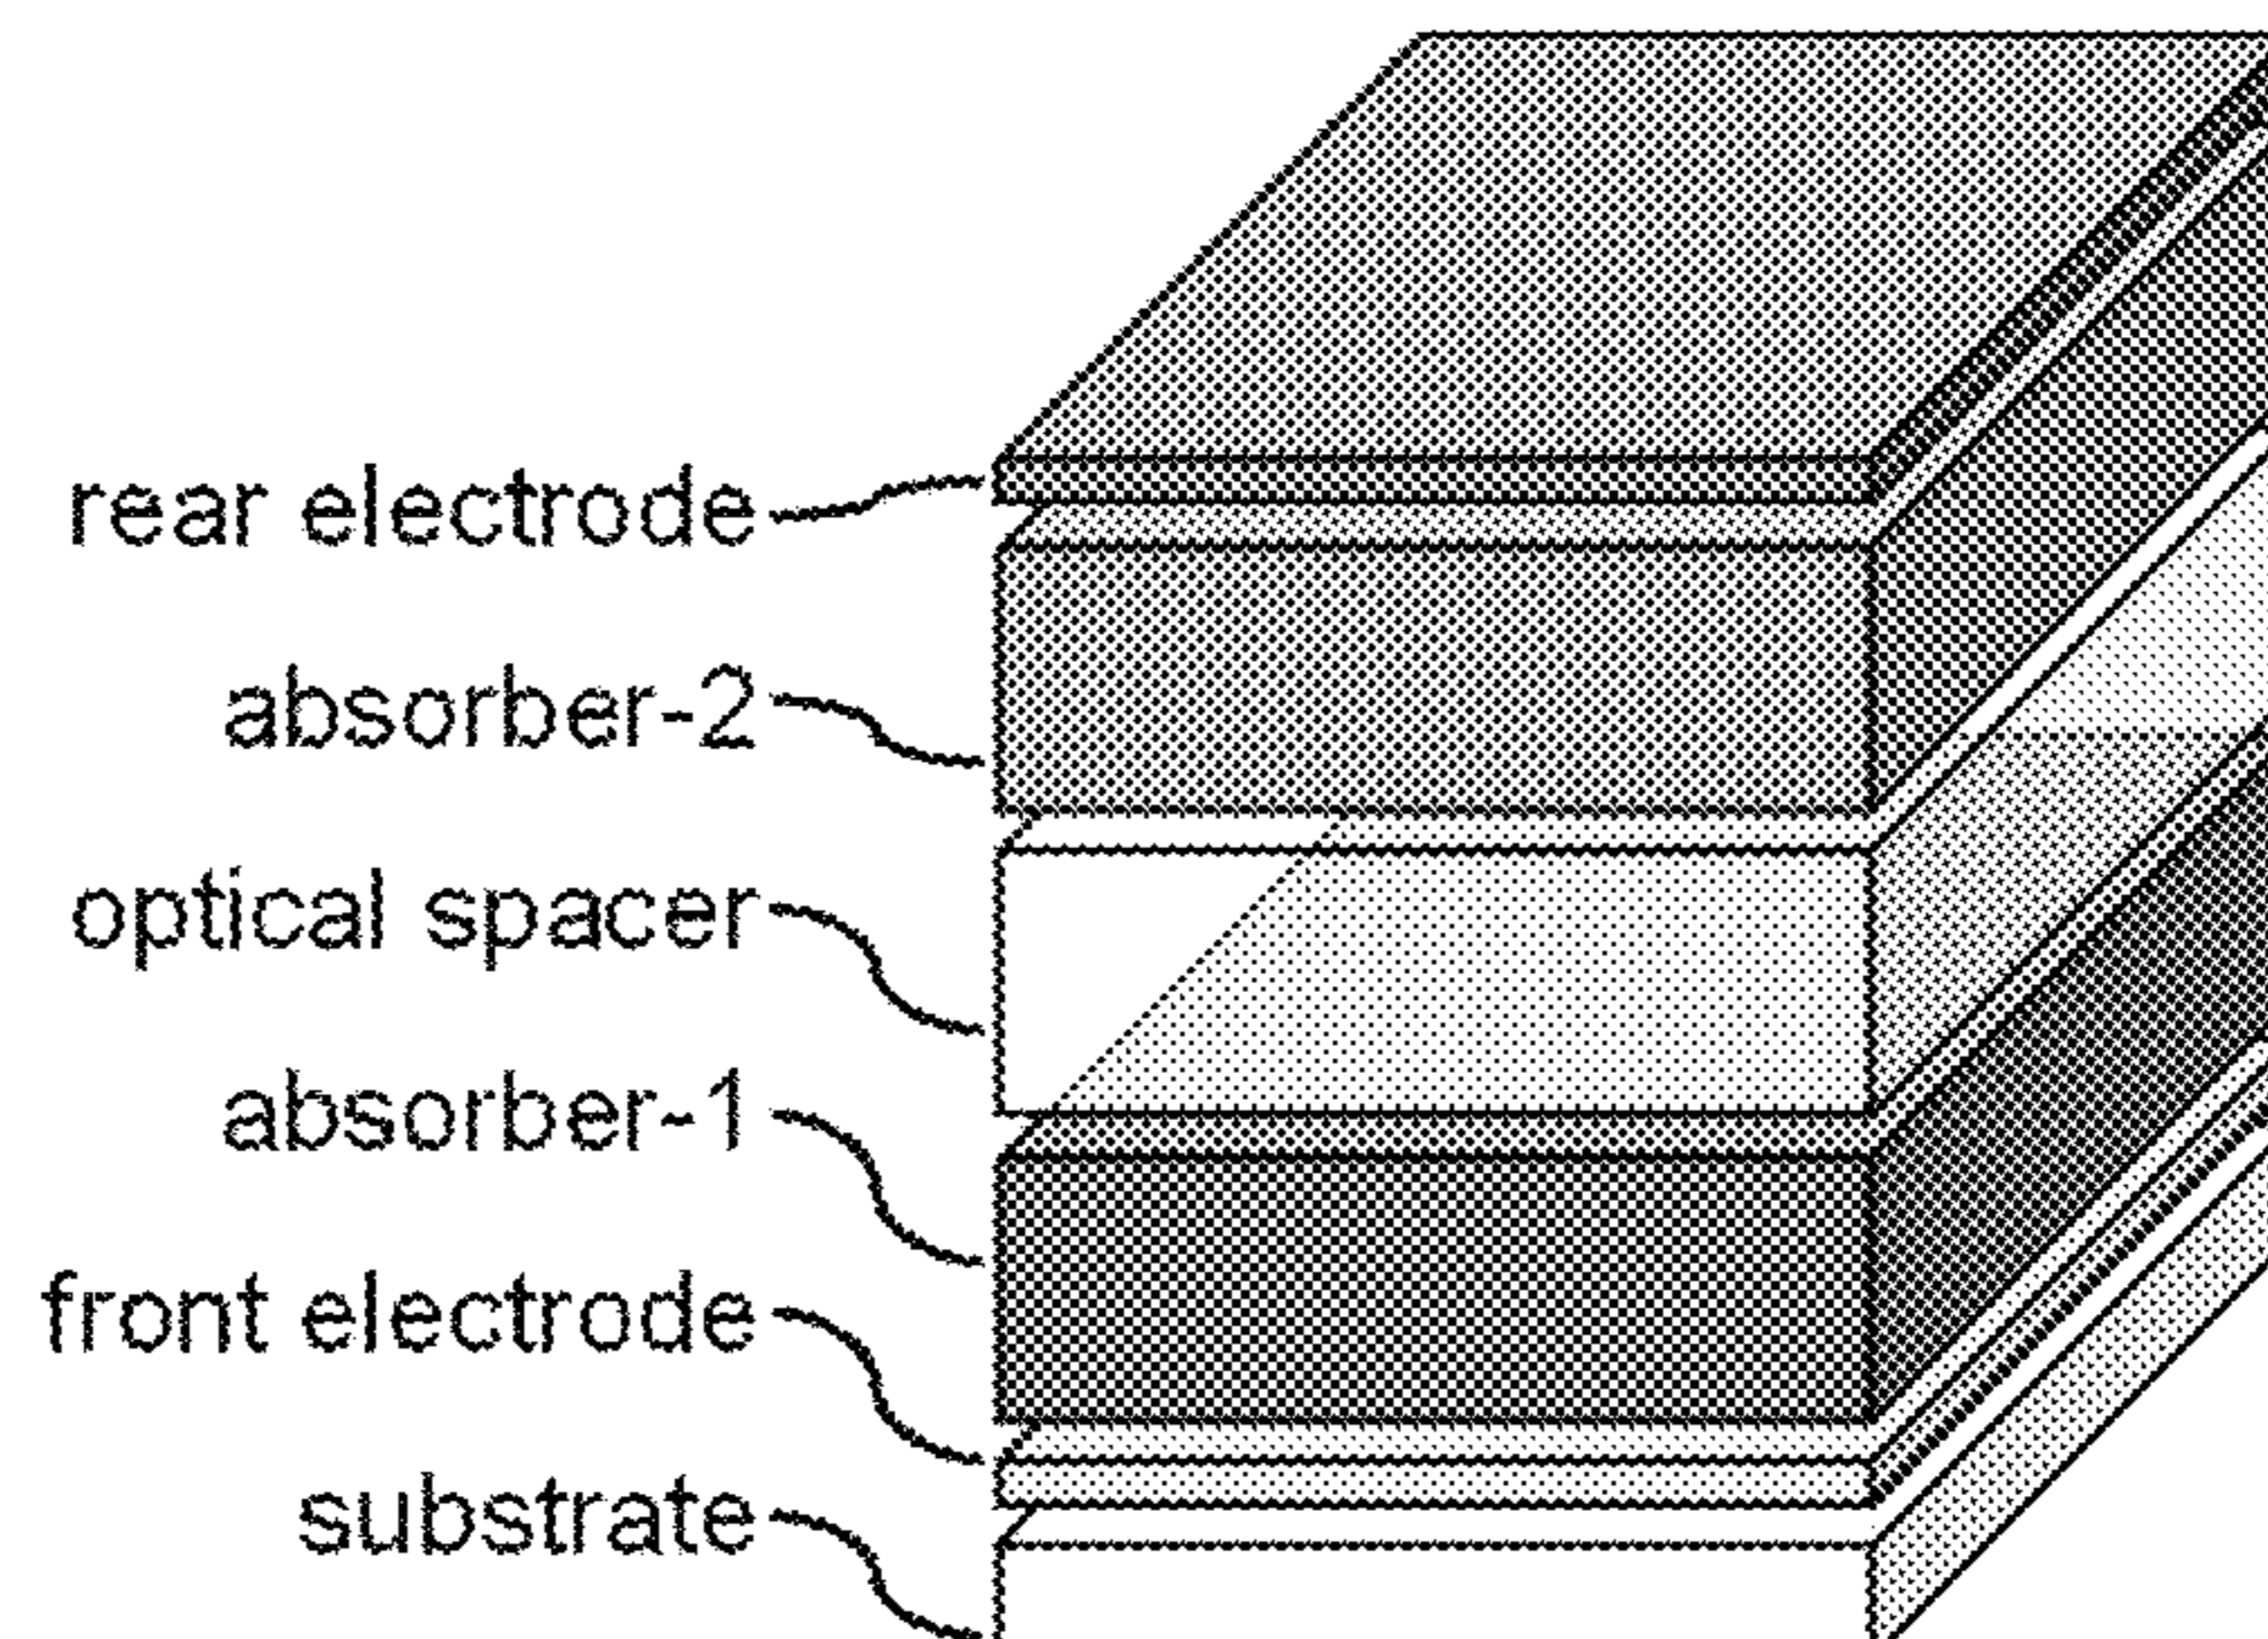 rear electrode
absorber-2
optical spacer
absorber-1
front electrode
substrate